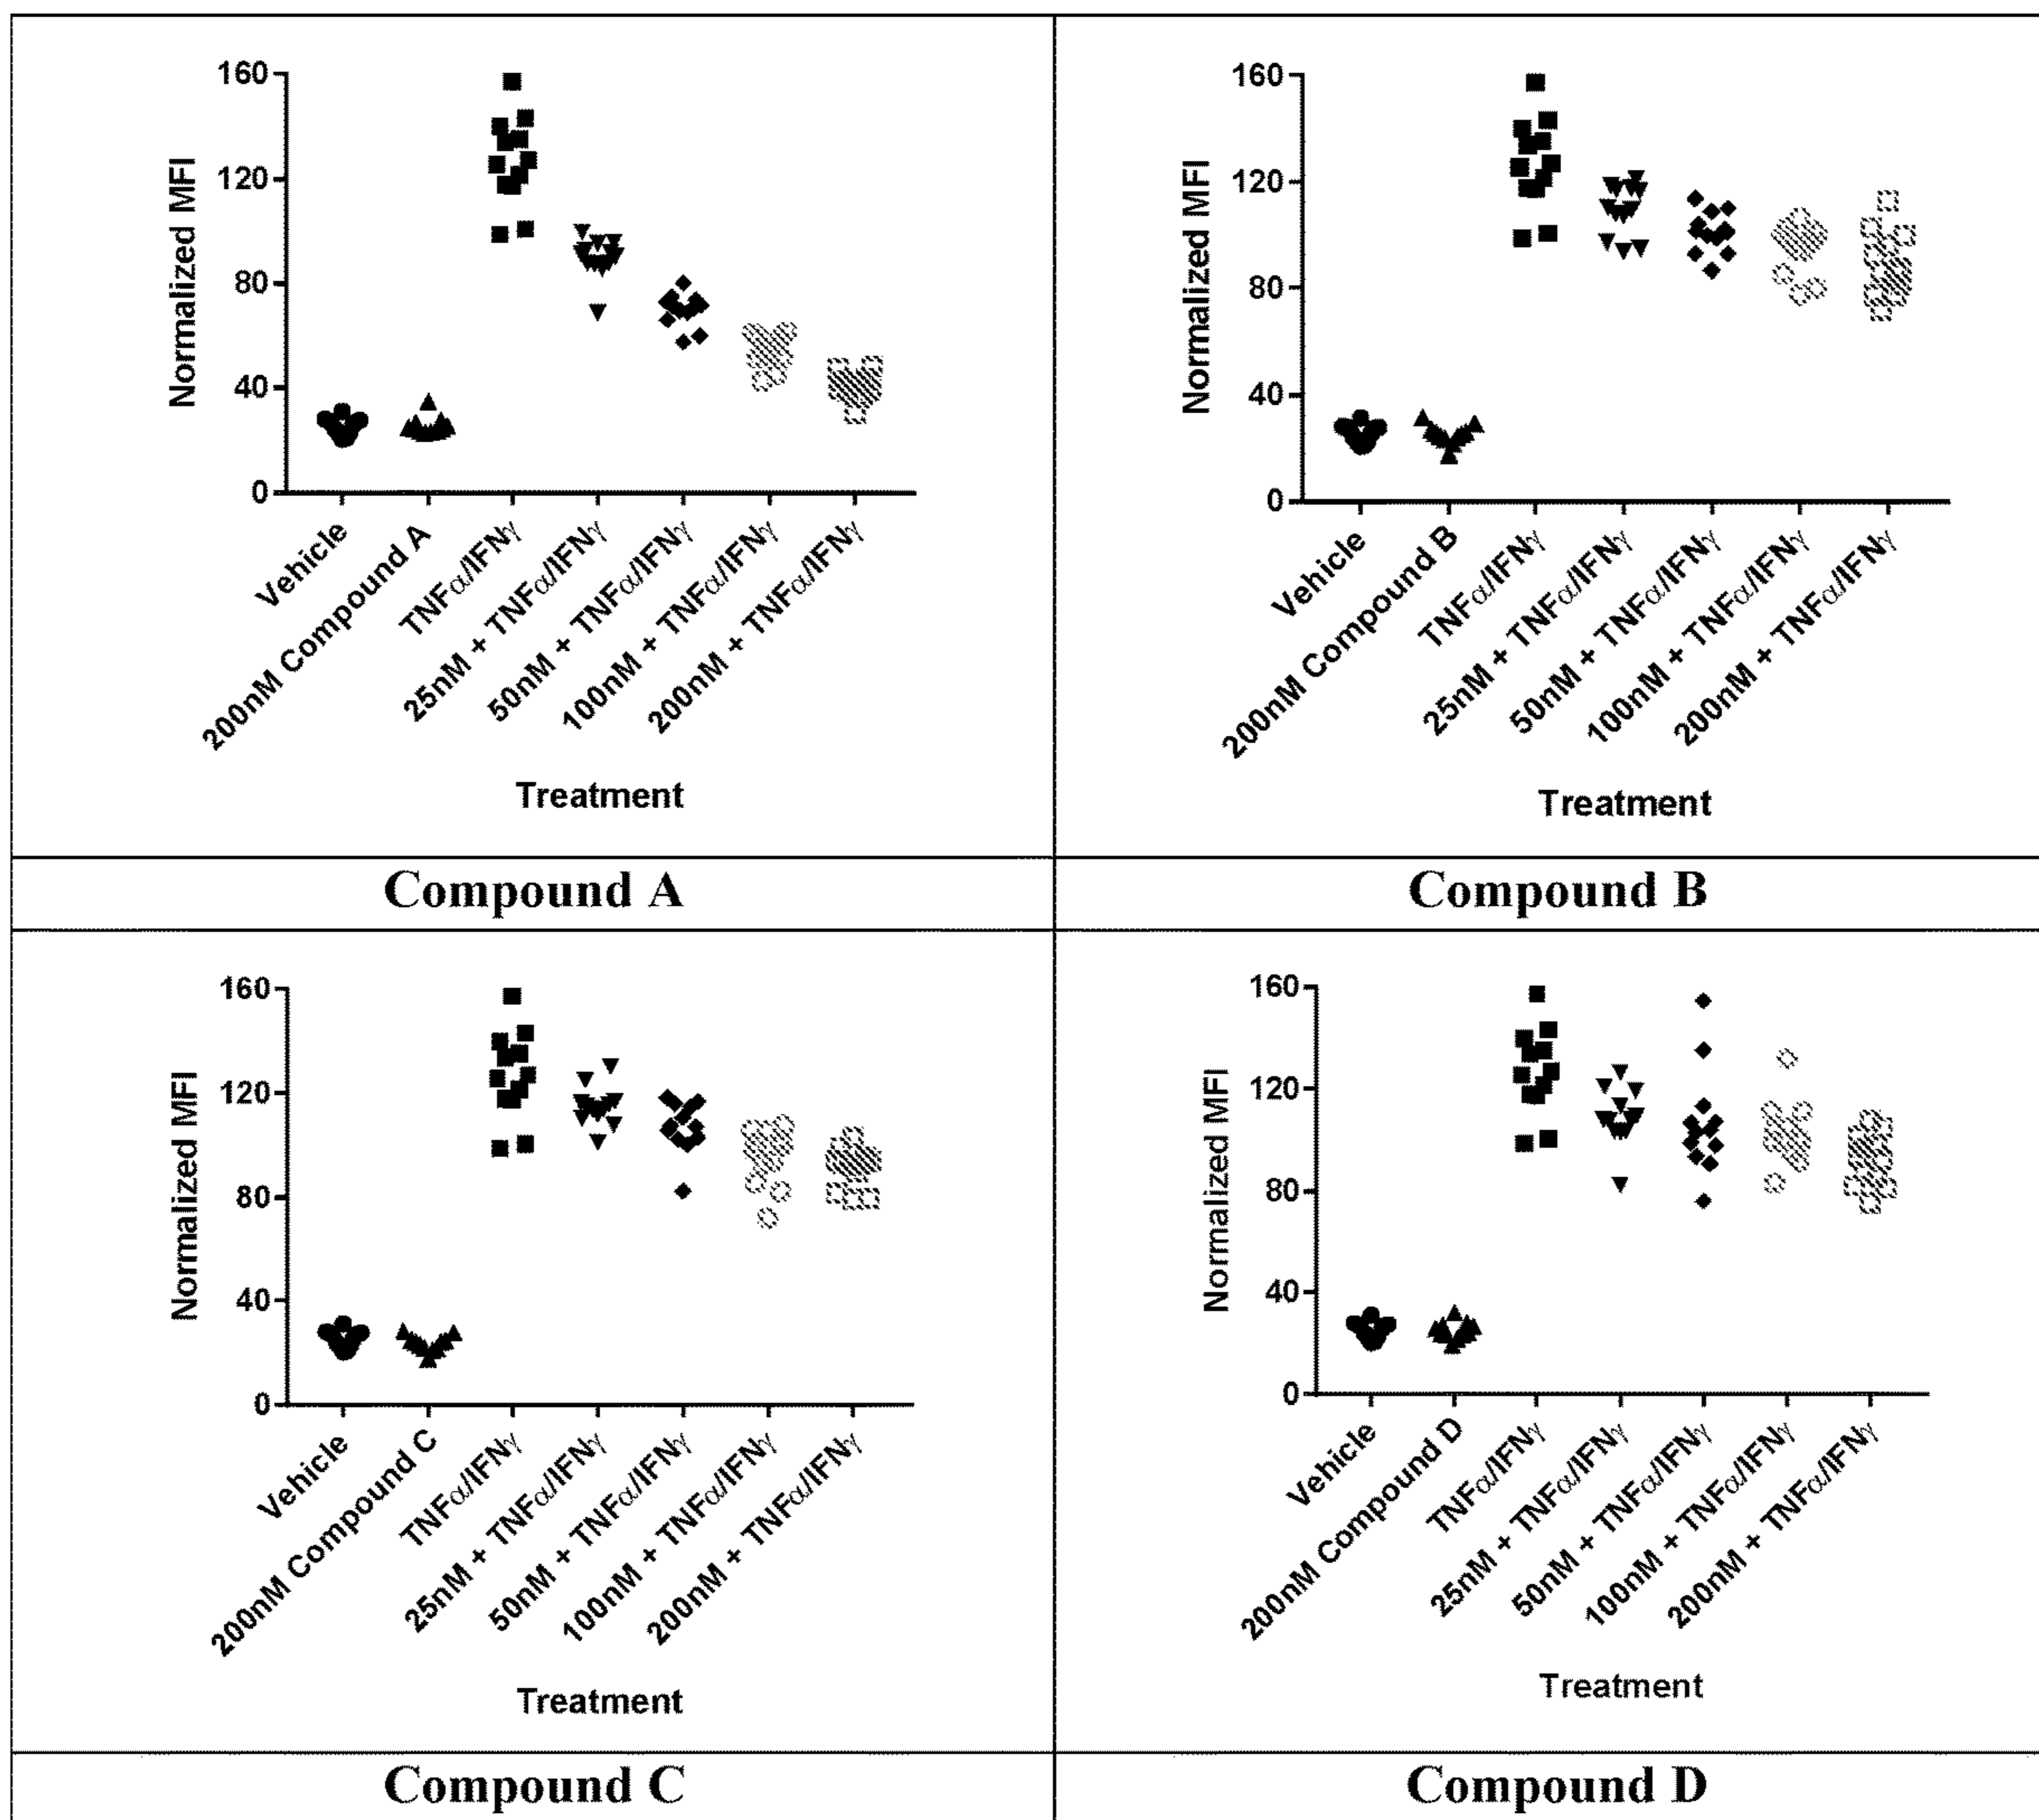 160
120
80
40
0
Normalized MFI
Vehicle
200nM Compound A
TNFα/IFNγ
25nM + TNFα/IFNγ
50nM + TNFα/IFNγ
100nM + TNFα/IFNγ
200nM + TNFα/IFNγ
Treatment
160
120
80
40
0
Normalized MFI
Vehicle
200nM Compound B
TNFα/IFNγ
25nM + TNFα/IFNγ
50nM + TNFα/IFNγ
100nM + TNFα/IFNγ
200nM + TNFα/IFNγ
Treatment
Compound A
Compound B
160
120
80
40
0
Normalized MFI
Vehicle
200nM Compound C
TNFα/IFNγ
25nM + TNFα/IFNγ
50nM + TNFα/IFNγ
100nM + TNFα/IFNγ
200nM + TNFα/IFNγ
Treatment
160
120
80
40
0
Normalized MFI
Vehicle
200nM Compound D
TNFα/IFNγ
25nM + TNFα/IFNγ
50nM + TNFα/IFNγ
100nM + TNFα/IFNγ
200nM + TNFα/IFNγ
Treatment
Compound C
Compound D